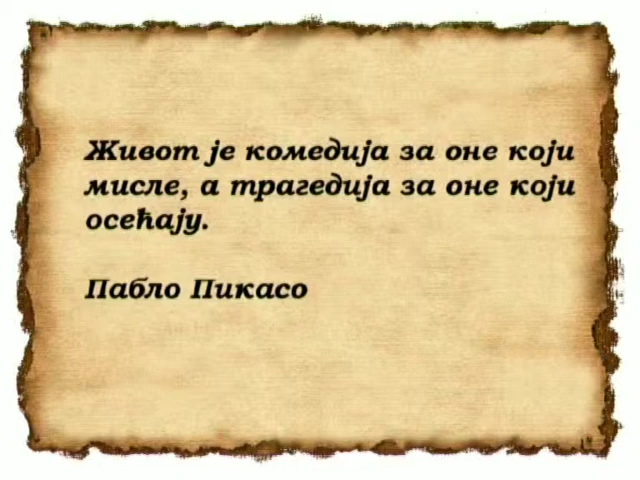 Живот је комедија за оне који
мисле, а трагедија за оне који
осећају.
Пабло Пикасо